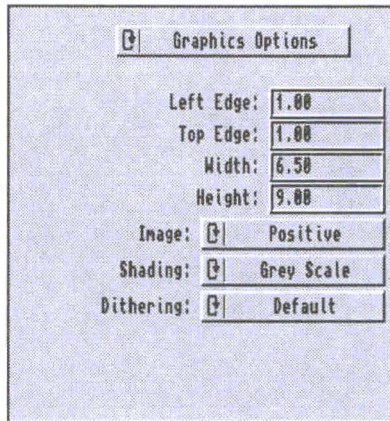 Graphics Options
Left Edge: 1.00
Top Edge: 1.00
Width: 6.50
Height: 9.00
Image: Positive
Shading: Grey Scale
Dithering: Default